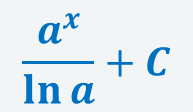 a^x / ln a + C